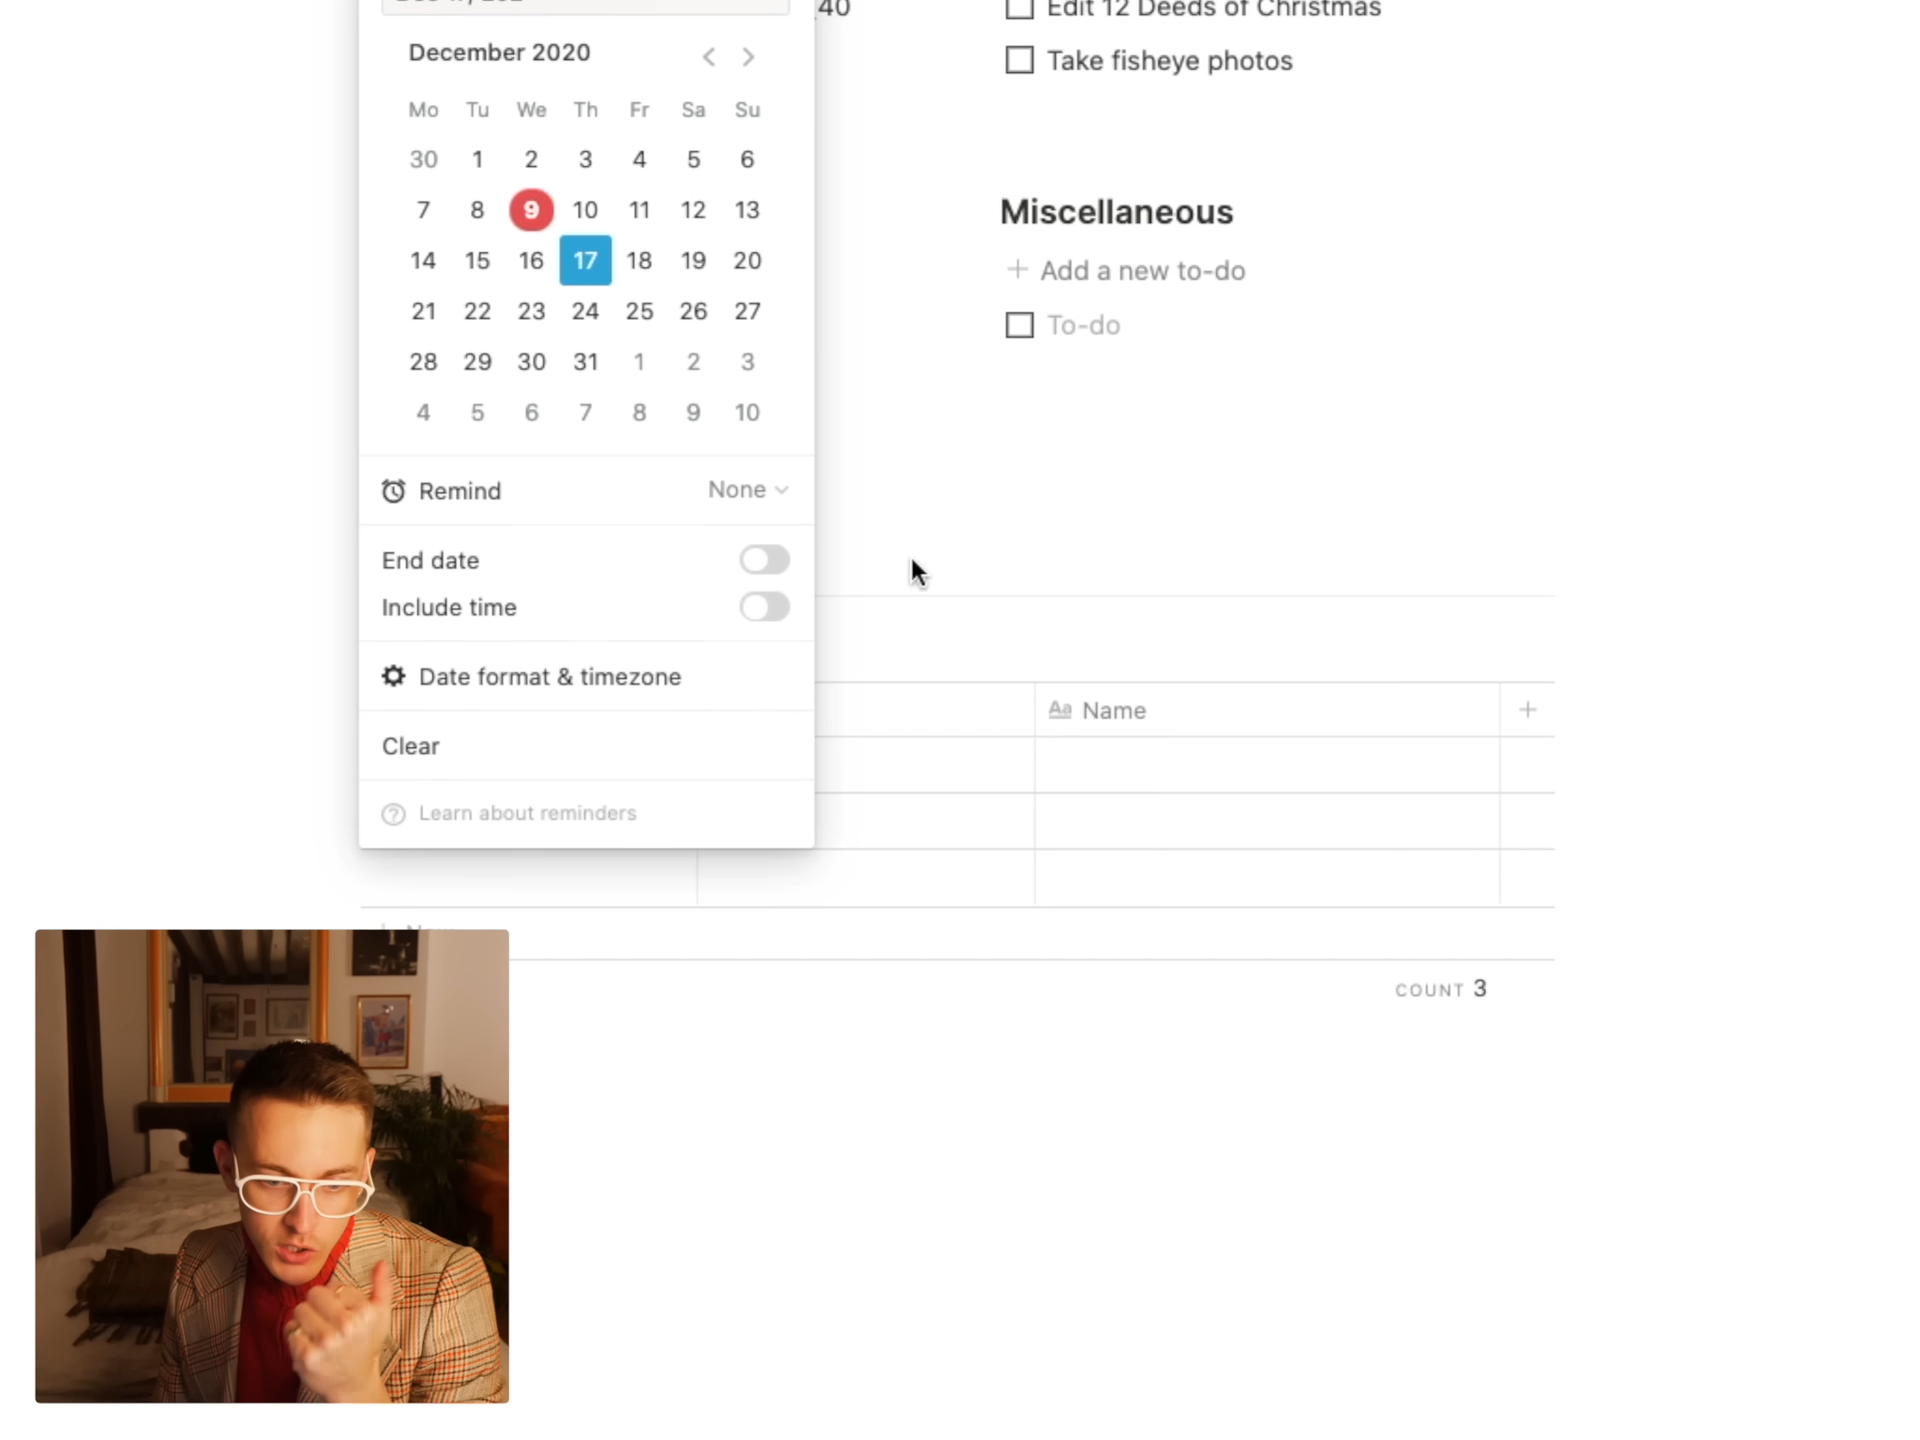 40
Edit 12 Deeds of Christmas
Take fisheye photos
December 2020
Mo Tu We Th Fr Sa Su
30 1 2 3 4 5 6
7 8 9 10 11 12 13
14 15 16 17 18 19 20
21 22 23 24 25 26 27
28 29 30 31 1 2 3
4 5 6 7 8 9 10
Remind None
End date
Include time
Date format & timezone
Clear
Learn about reminders
Miscellaneous
+ Add a new to-do
To-do
Aa Name +
COUNT 3